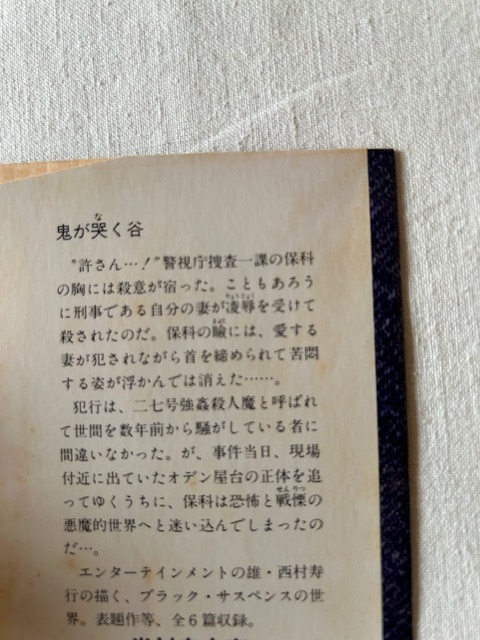 鬼が哭く谷
〝許さん…!〟警視庁捜査一課の保科
の胸には殺意が宿った。こともあろう
に刑事である自分の妻が凌辱を受けて
殺されたのだ。保科の瞼には、愛する
妻が犯されながら首を締められて苦悶
する姿が浮かんでは消えた……。
犯行は、二七号強姦殺人魔と呼ばれ
て世間を数年前から騒がしている者に
間違いなかった。が、事件当日、現場
付近に出ていたオデン屋台の正体を追
ってゆくうちに、保科は恐怖と戦慄の
悪魔的世界へと迷い込んでしまったの
だ…。
エンターテインメントの雄・西村寿
行の描く、ブラック・サスペンスの世
界。表題作等、全6篇収録。